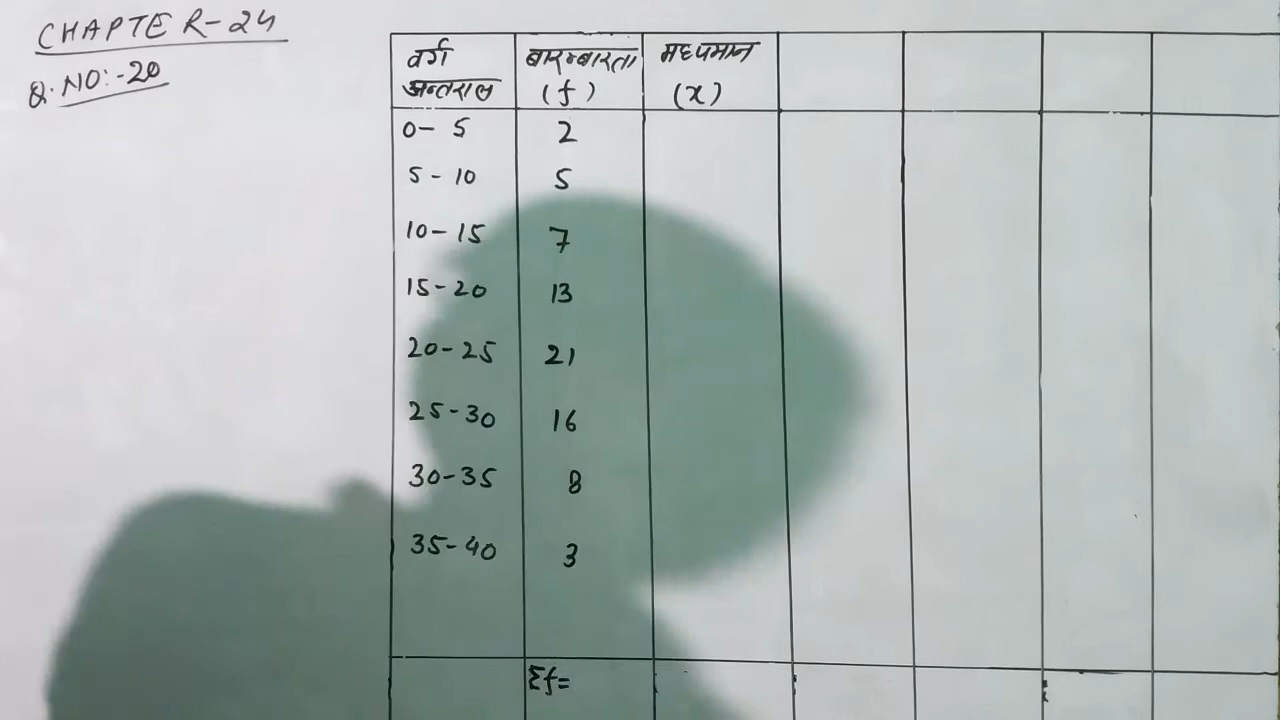 CHAPTER-24
Q.NO:-20
वर्ग अन्तराल बारम्बारता (f) मध्यमान (x)
0-5 2
5-10 5
10-15 7
15-20 13
20-25 21
25-30 16
30-35 8
35-40 3
Σf=